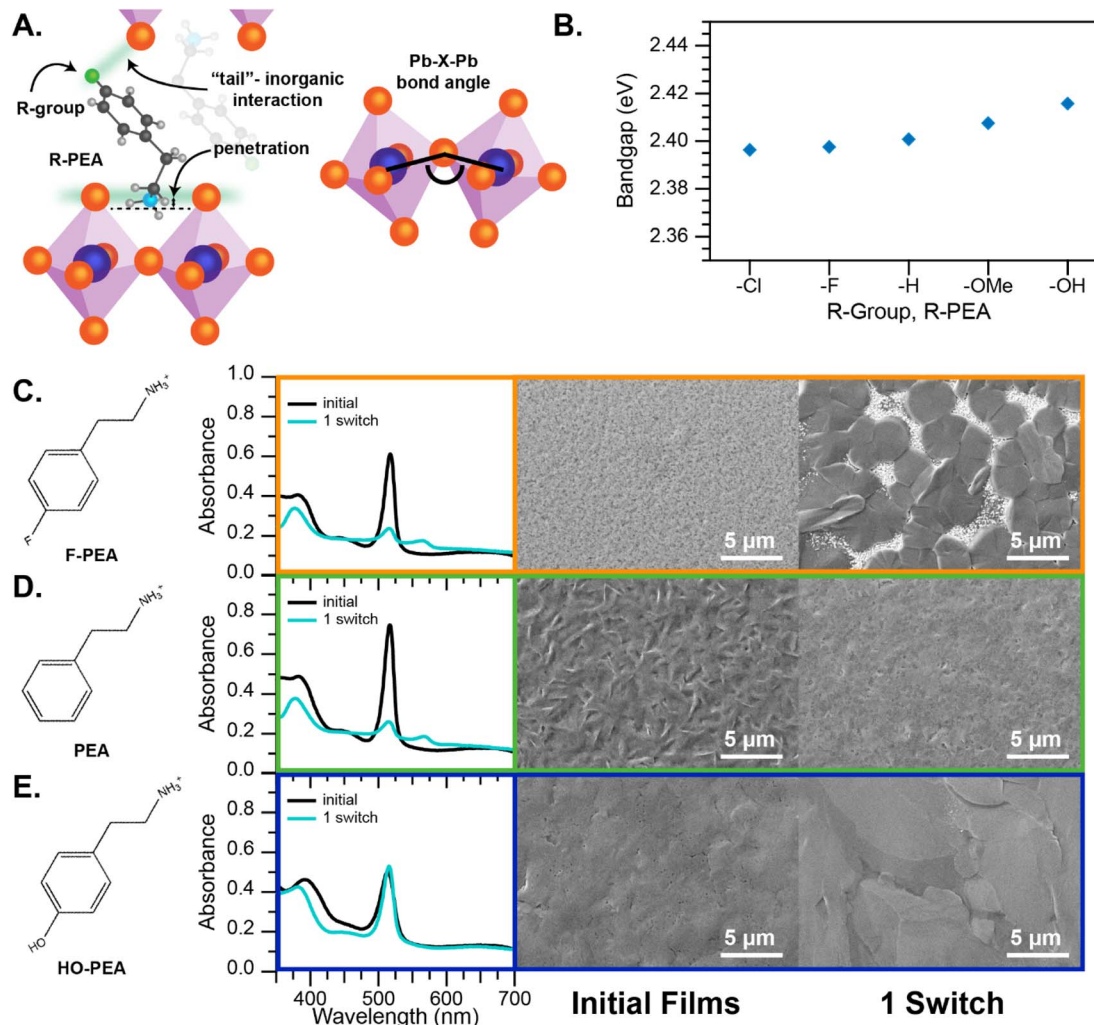 A.
R-group
R-PEA
“tail”- inorganic
interaction
penetration
Pb-X-Pb
bond angle
B.
Bandgap (eV)
2.44
2.42
2.40
2.38
2.36
-Cl
-F
-H
-OMe
-OH
R-Group, R-PEA
C.
NH3+
F
F-PEA
Absorbance
1.0
0.8
0.6
0.4
0.2
0.0
initial
1 switch
5 µm
5 µm
D.
NH3+
PEA
Absorbance
0.8
0.6
0.4
0.2
0.0
initial
1 switch
5 µm
5 µm
E.
NH3+
HO
HO-PEA
Absorbance
0.8
0.6
0.4
0.2
0.0
initial
1 switch
400
500
600
700
Wavelength (nm)
5 µm
5 µm
Initial Films
1 Switch